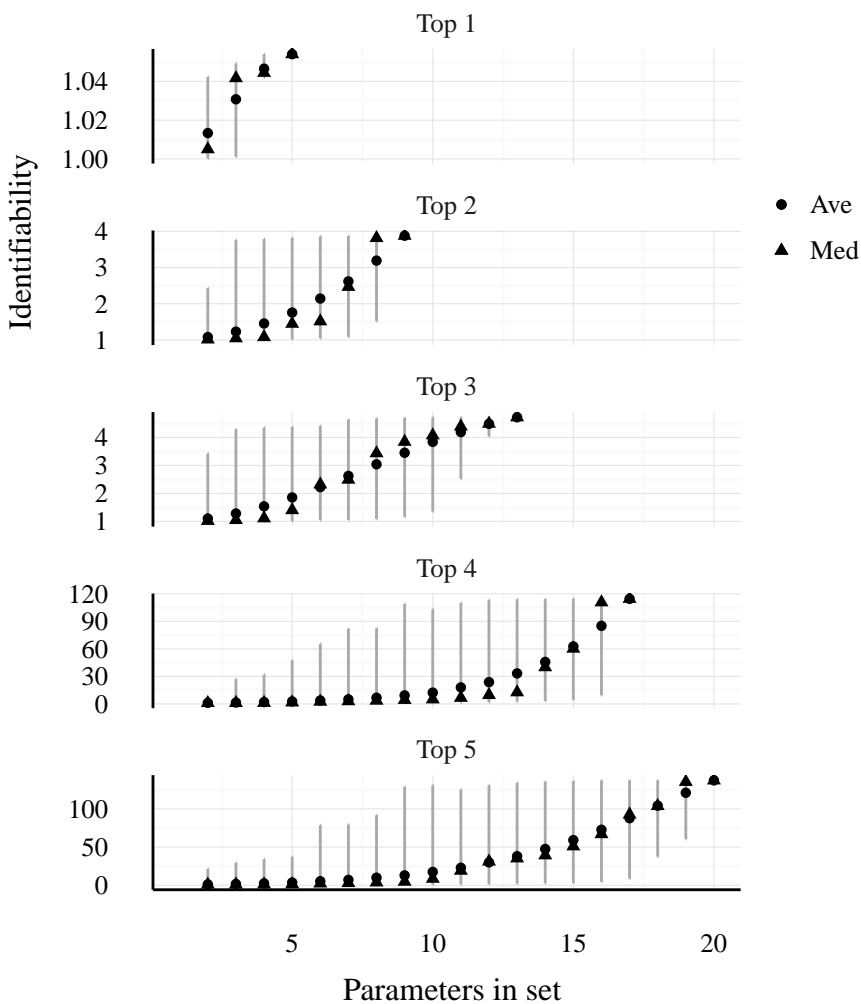 Top 1
1.04
1.02
1.00
Identifiability
Top 2
4
3
2
1
Ave
Med
Top 3
4
3
2
1
Top 4
120
90
60
30
0
Top 5
100
50
0
5 10 15 20
Parameters in set